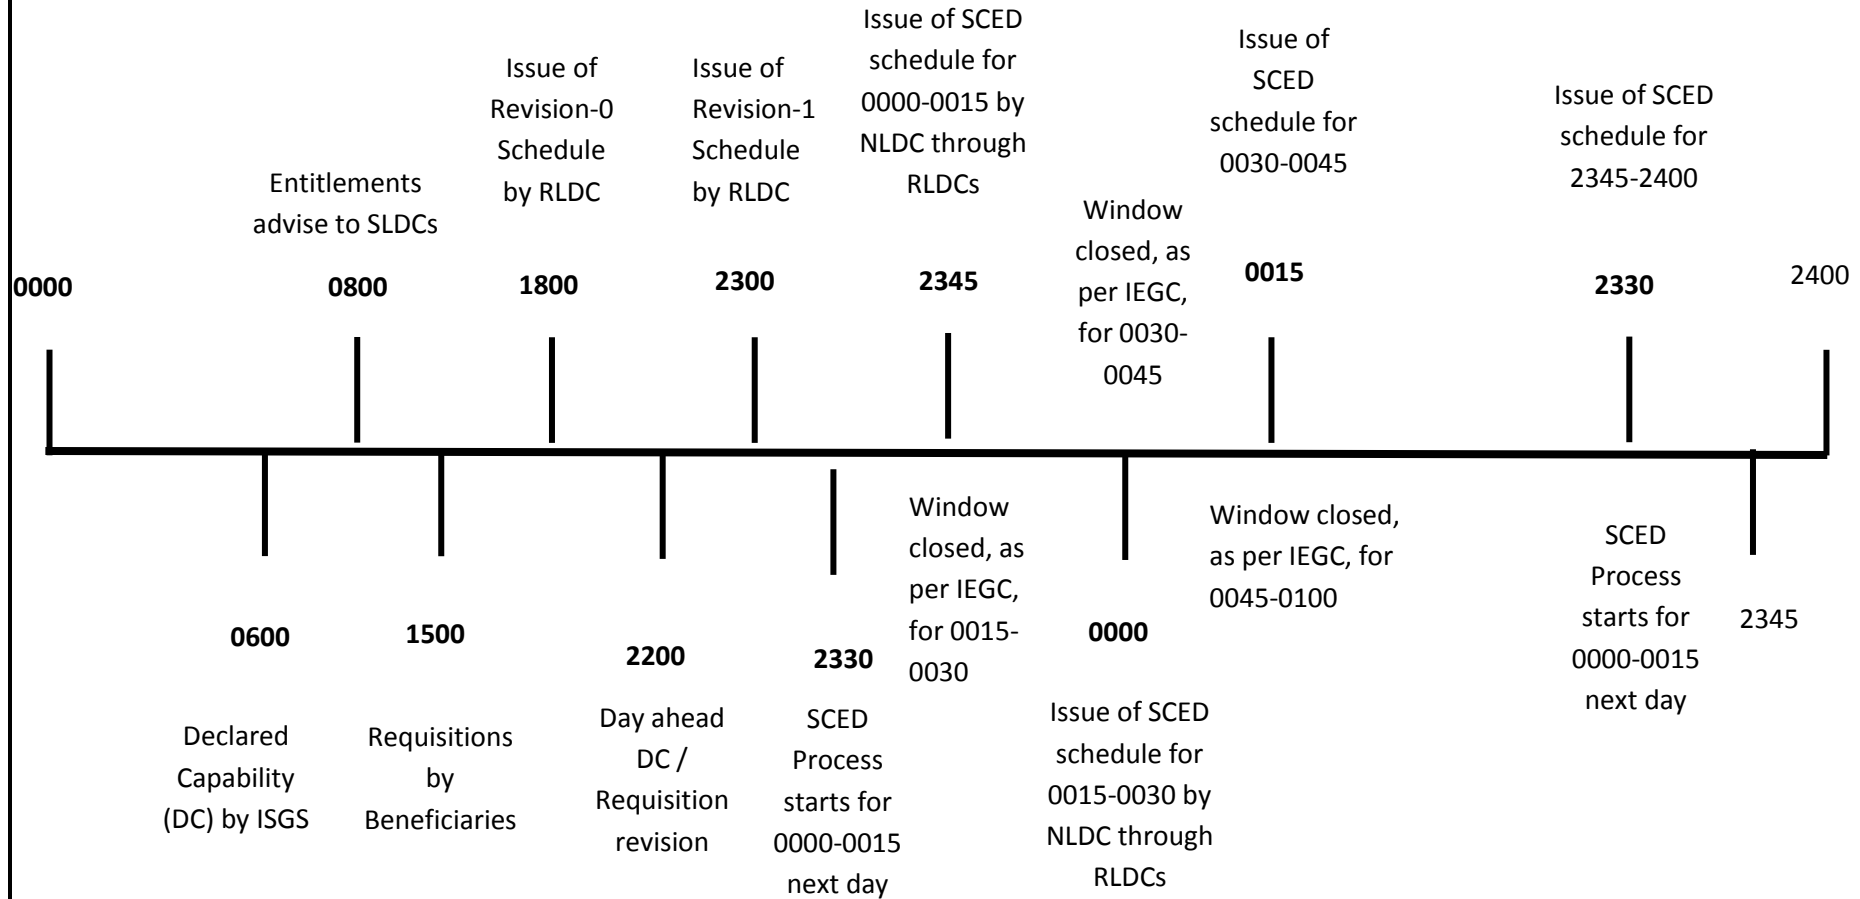 Entitlements
advise to SLDCs
Issue of
Revision-0
Schedule
by RLDC
Issue of
Revision-1
Schedule
by RLDC
Issue of SCED
schedule for
0000-0015 by
NLDC through
RLDCs
Window
closed, as
per IEGC,
for 0030-
0045
Issue of
SCED
schedule for
0030-0045
Issue of SCED
schedule for
2345-2400
0000
0800
1800
2300
2345
0015
2330
2400
0600
Declared
Capability
(DC) by ISGS
1500
Requisitions
by
Beneficiaries
2200
Day ahead
DC /
Requisition
revision
2330
SCED
Process
starts for
0000-0015
next day
Window
closed, as
per IEGC,
for 0015-
0030
0000
Issue of SCED
schedule for
0015-0030 by
NLDC through
RLDCs
Window closed,
as per IEGC, for
0045-0100
SCED
Process
starts for
0000-0015
next day
2345